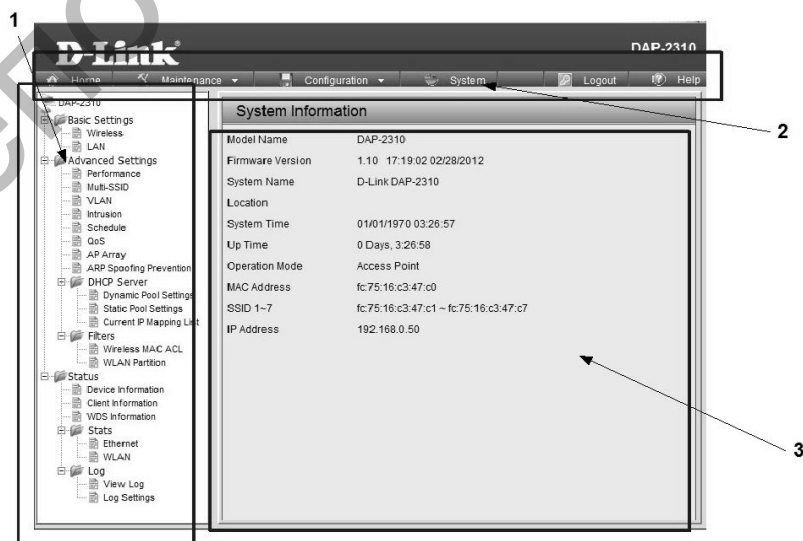 1
D-Link
DAP-2310
Home Maintenance Configuration System Logout Help
DAP-2310
Basic Settings
Wireless
LAN
Advanced Settings
Performance
Multi-SSID
VLAN
Intrusion
Schedule
QoS
AP Array
ARP Spoofing Prevention
DHCP Server
Dynamic Pool Settings
Static Pool Settings
Current IP Mapping List
Filters
Wireless MAC ACL
WLAN Partition
Status
Device Information
Client Information
WDS Information
Stats
Ethernet
WLAN
Log
View Log
Log Settings
System Information
Model Name DAP-2310
Firmware Version 1.10 17:19:02 02/28/2012
System Name D-Link DAP-2310
Location
System Time 01/01/1970 03:26:57
Up Time 0 Days, 3:26:58
Operation Mode Access Point
MAC Address fc:75:16:c3:47:c0
SSID 1~7 fc:75:16:c3:47:c1 ~ fc:75:16:c3:47:c7
IP Address 192.168.0.50
2
3